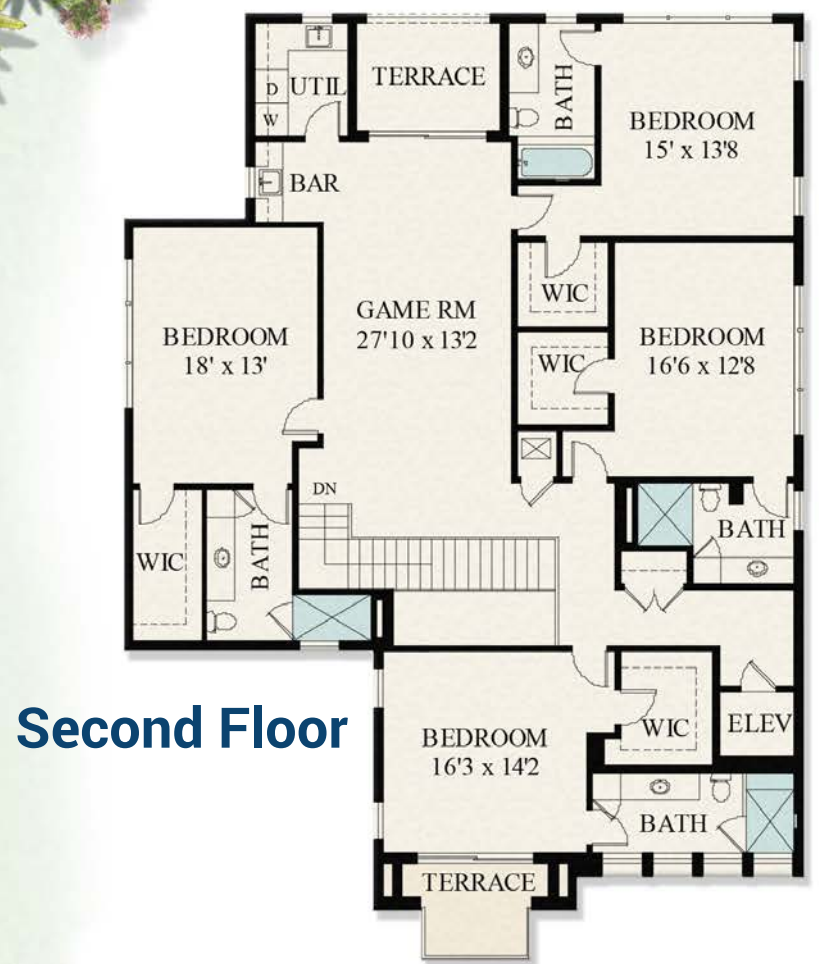 TERRACE
D
UTIL
W
BATH
BEDROOM
15' x 13'8
BAR
WIC
GAME RM
27'10 x 13'2
BEDROOM
18' x 13'
WIC
BEDROOM
16'6 x 12'8
DN
WIC
BATH
BATH
Second Floor
BEDROOM
16'3 x 14'2
WIC
ELEV
BATH
TERRACE